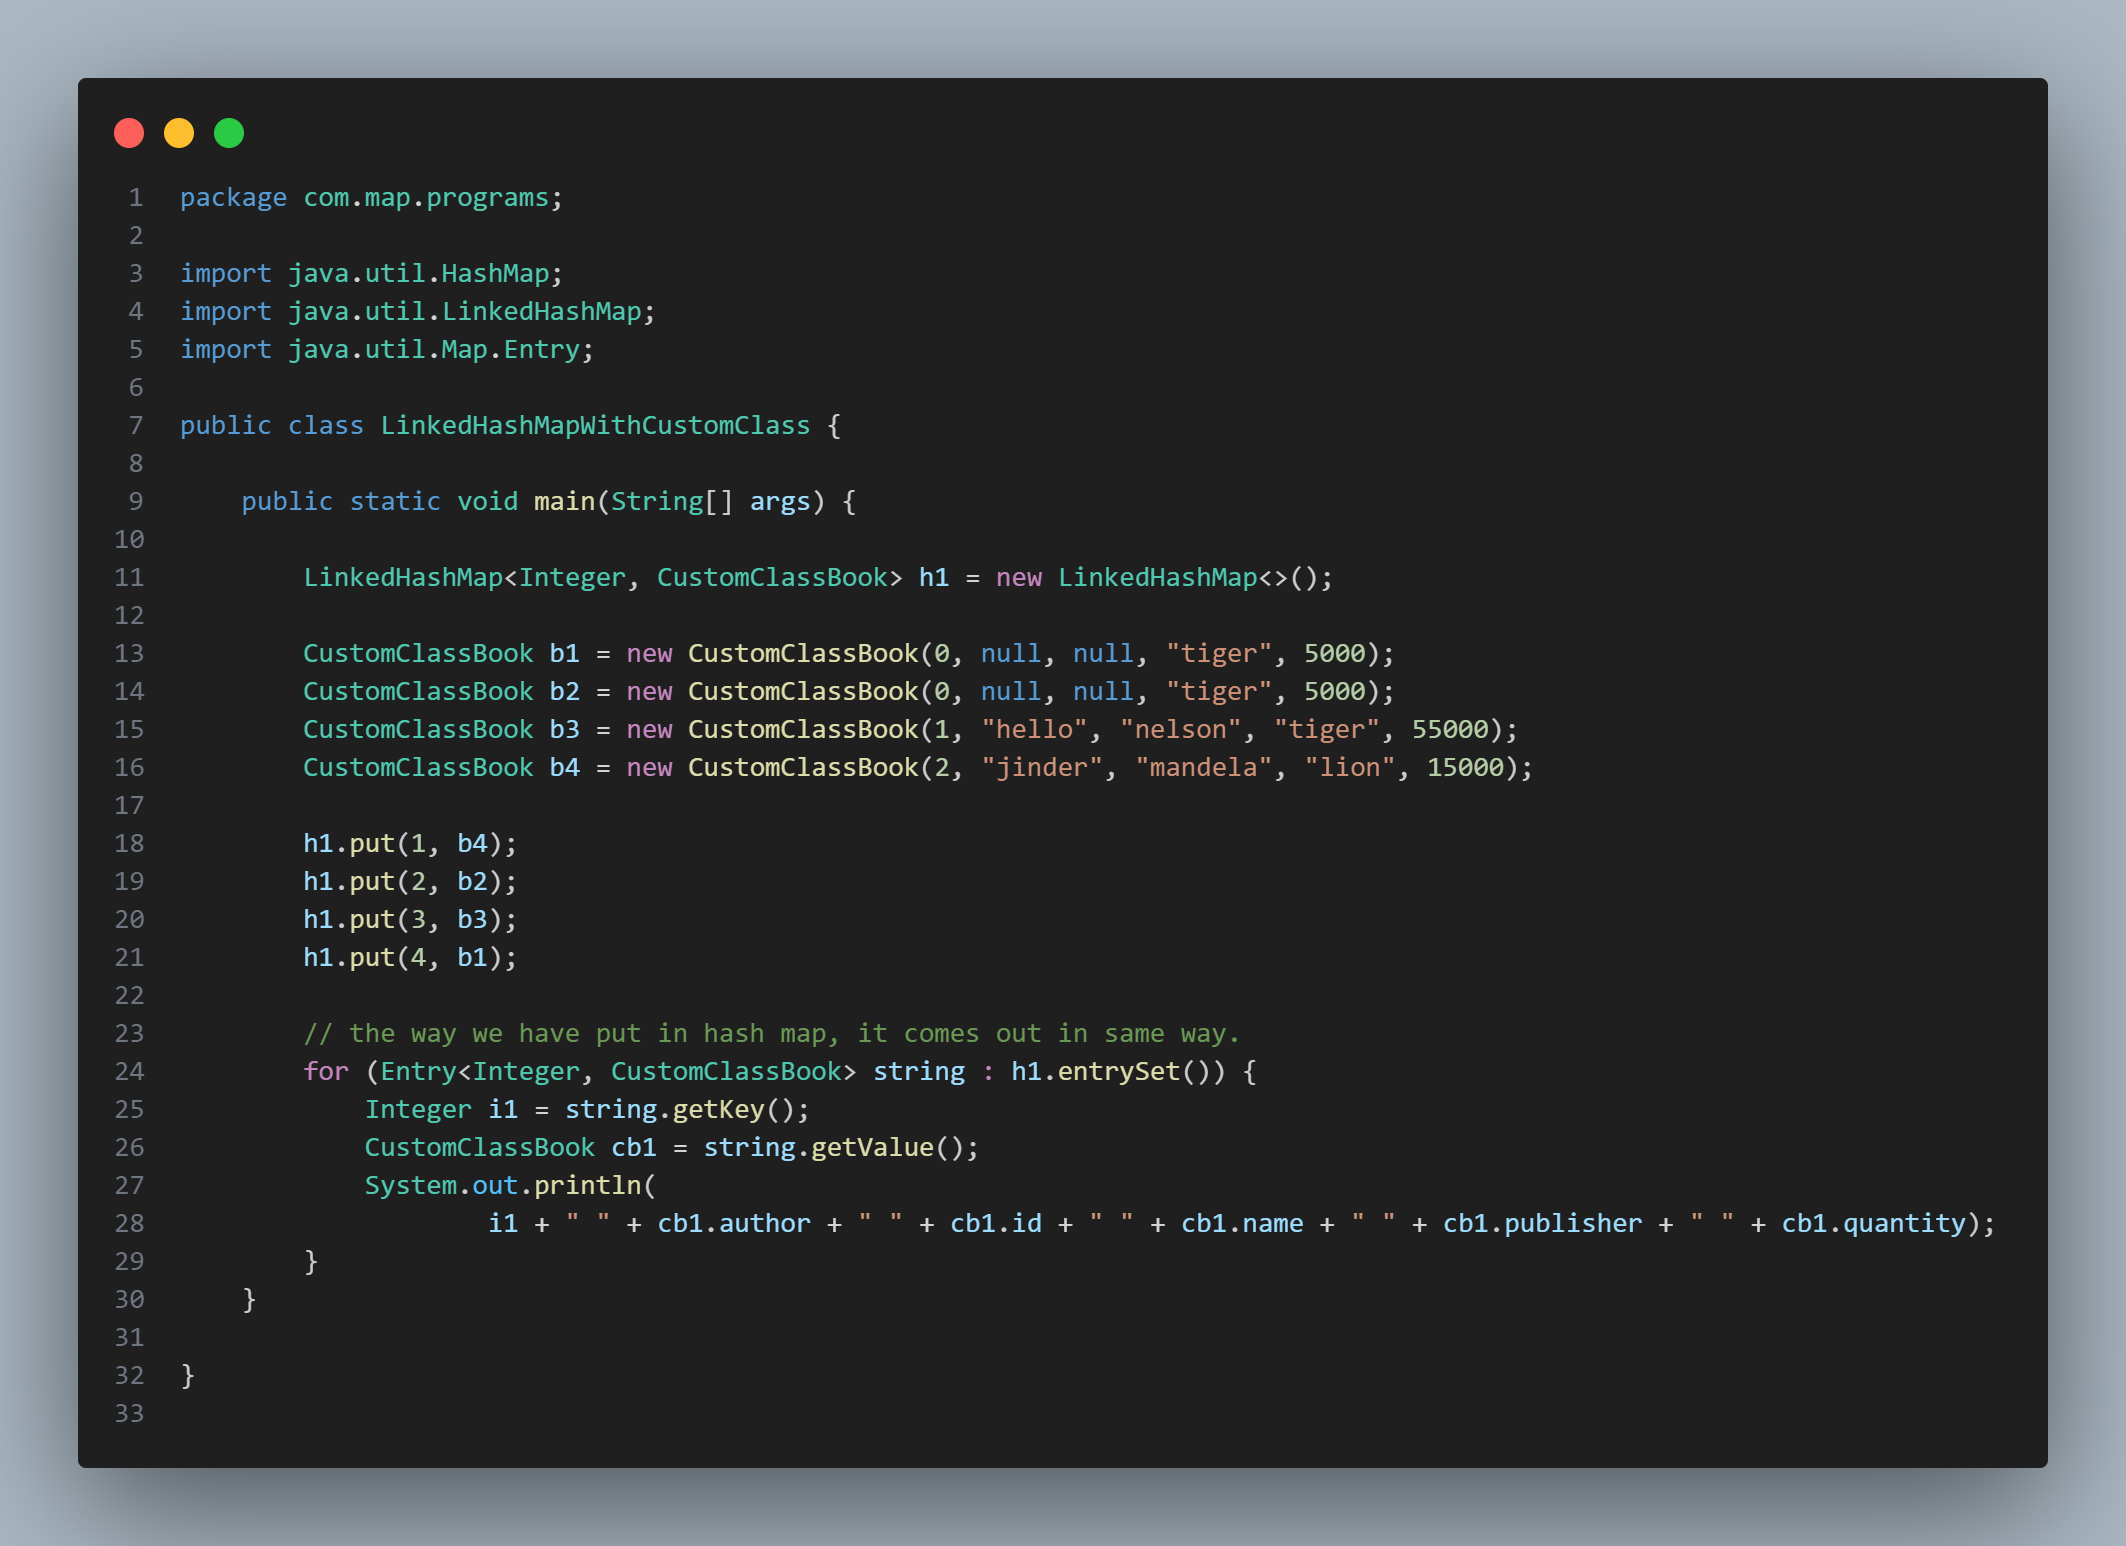 1 package com.map.programs;
2
3 import java.util.HashMap;
4 import java.util.LinkedHashMap;
5 import java.util.Map.Entry;
6
7 public class LinkedHashMapWithCustomClass {
8
9     public static void main(String[] args) {
10
11         LinkedHashMap<Integer, CustomClassBook> h1 = new LinkedHashMap<>();
12
13         CustomClassBook b1 = new CustomClassBook(0, null, null, "tiger", 5000);
14         CustomClassBook b2 = new CustomClassBook(0, null, null, "tiger", 5000);
15         CustomClassBook b3 = new CustomClassBook(1, "hello", "nelson", "tiger", 55000);
16         CustomClassBook b4 = new CustomClassBook(2, "jinder", "mandela", "lion", 15000);
17
18         h1.put(1, b4);
19         h1.put(2, b2);
20         h1.put(3, b3);
21         h1.put(4, b1);
22
23         // the way we have put in hash map, it comes out in same way.
24         for (Entry<Integer, CustomClassBook> string : h1.entrySet()) {
25             Integer i1 = string.getKey();
26             CustomClassBook cb1 = string.getValue();
27             System.out.println(
28                     i1 + " " + cb1.author + " " + cb1.id + " " + cb1.name + " " + cb1.publisher + " " + cb1.quantity);
29         }
30     }
31
32 }
33